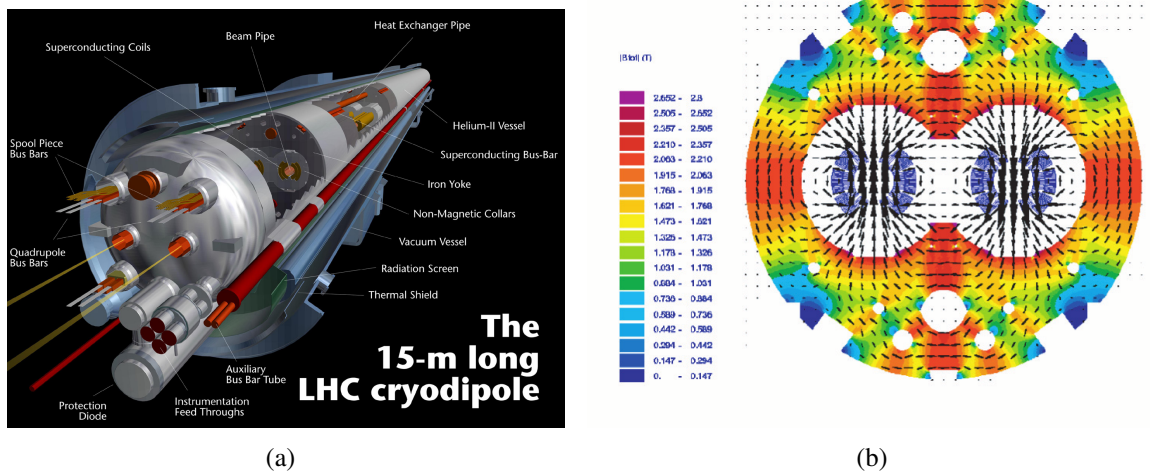 Superconducting Coils
Beam Pipe
Heat Exchanger Pipe
Helium-II Vessel
Superconducting Bus-Bar
Iron Yoke
Non-Magnetic Collars
Vacuum Vessel
Radiation Screen
Thermal Shield
Spool Piece
Bus Bars
Quadrupole
Bus Bars
The
15-m long
LHC cryodipole
Auxiliary
Bus Bar Tube
Instrumentation
Feed Throughs
Protection
Diode
(a)
|Btot| (T)
2.652 - 2.8
2.505 - 2.652
2.357 - 2.505
2.210 - 2.357
2.063 - 2.210
1.915 - 2.063
1.768 - 1.915
1.621 - 1.768
1.473 - 1.621
1.326 - 1.473
1.178 - 1.326
1.031 - 1.178
0.884 - 1.031
0.736 - 0.884
0.589 - 0.736
0.442 - 0.589
0.294 - 0.442
0.147 - 0.294
0. - 0.147
(b)